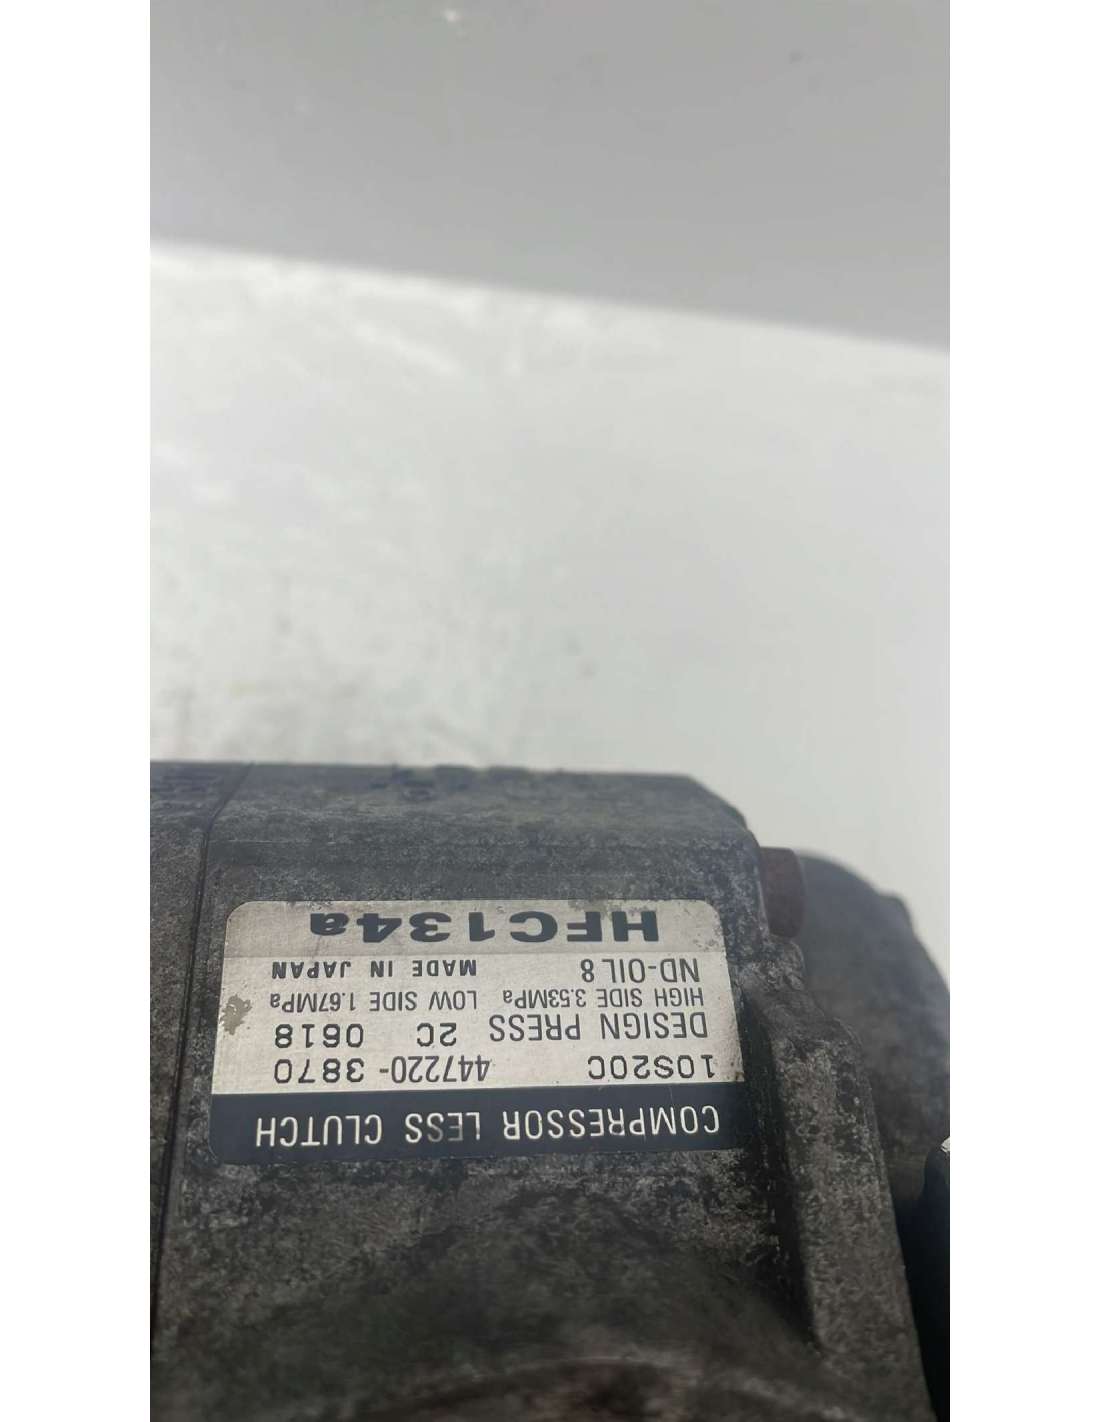 COMPRESSOR LESS CLUTCH
10S20C 447220-3870
DESIGN PRESS 2C 0618
HIGH SIDE 3.53MPa LOW SIDE 1.67MPa
ND-OIL 8 MADE IN JAPAN
HFC134a